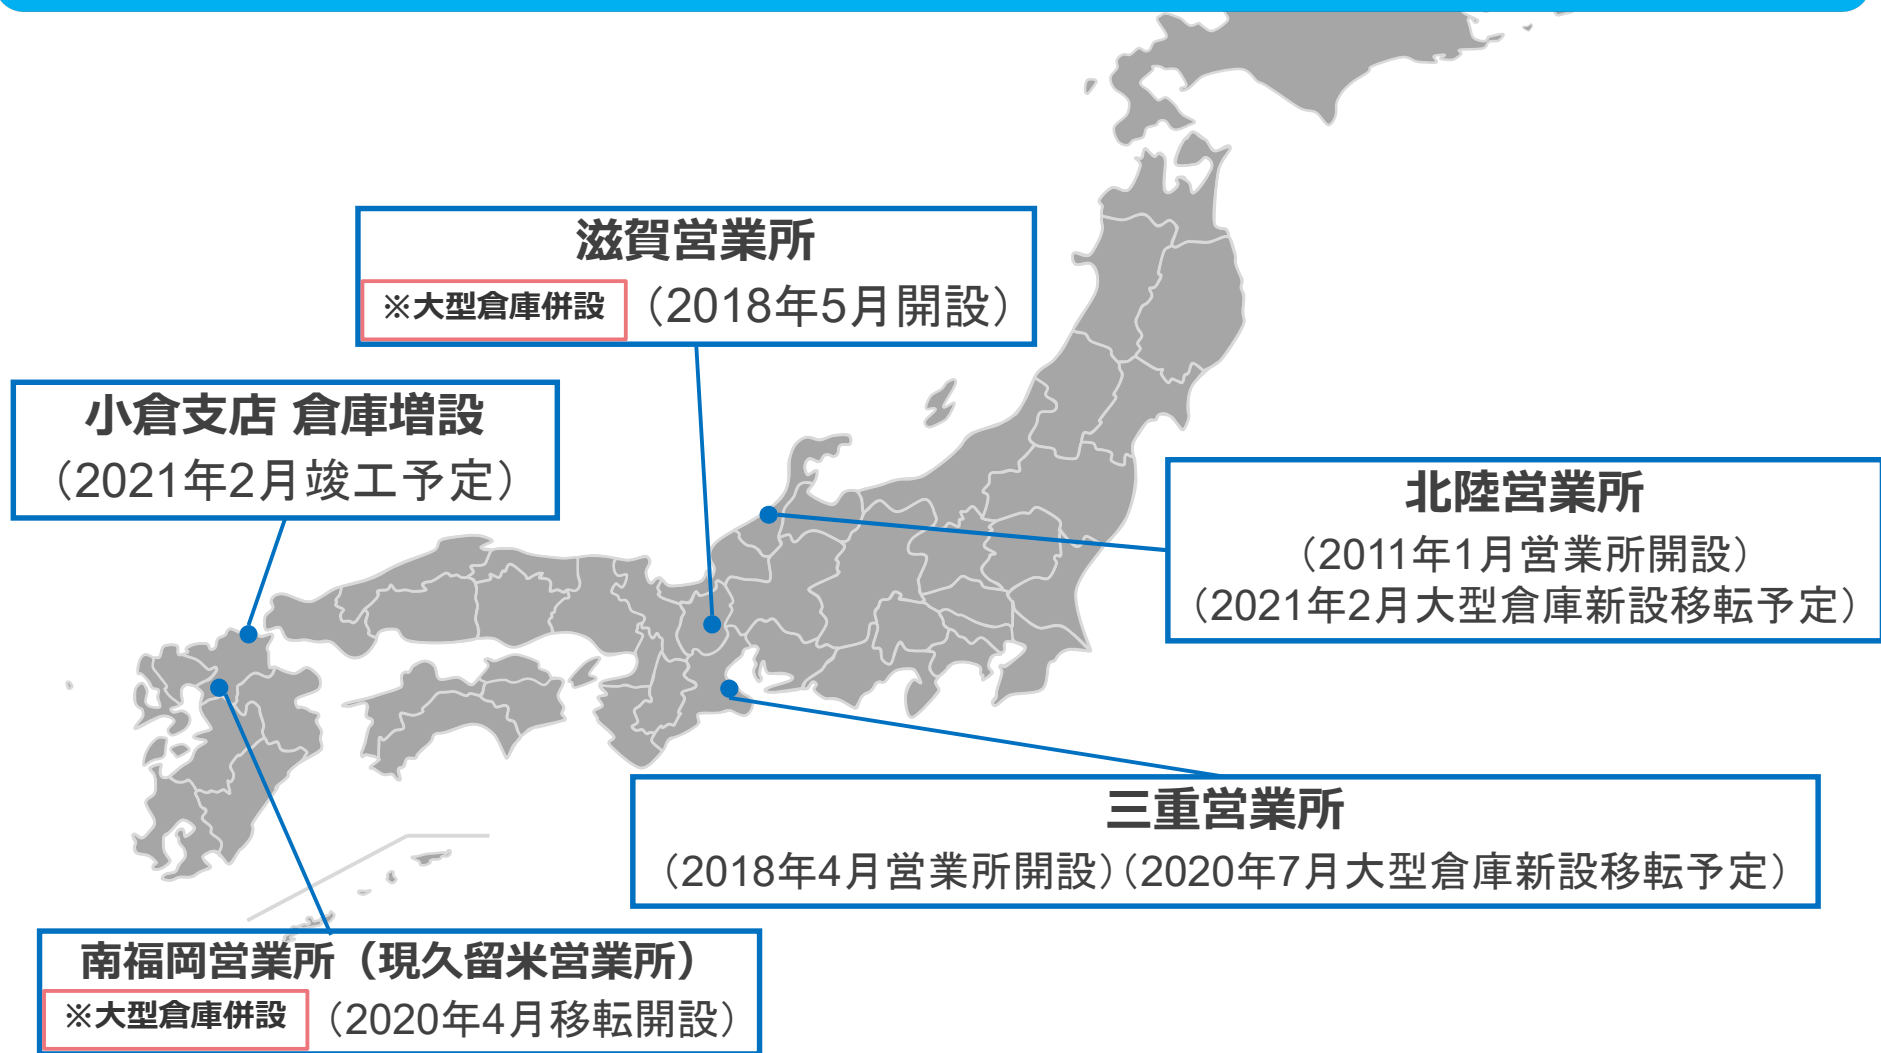 滋賀営業所
※大型倉庫併設 （2018年5月開設）
小倉支店 倉庫増設
（2021年2月竣工予定）
北陸営業所
（2011年1月営業所開設）
（2021年2月大型倉庫新設移転予定）
三重営業所
（2018年4月営業所開設）（2020年7月大型倉庫新設移転予定）
南福岡営業所（現久留米営業所）
※大型倉庫併設 （2020年4月移転開設）